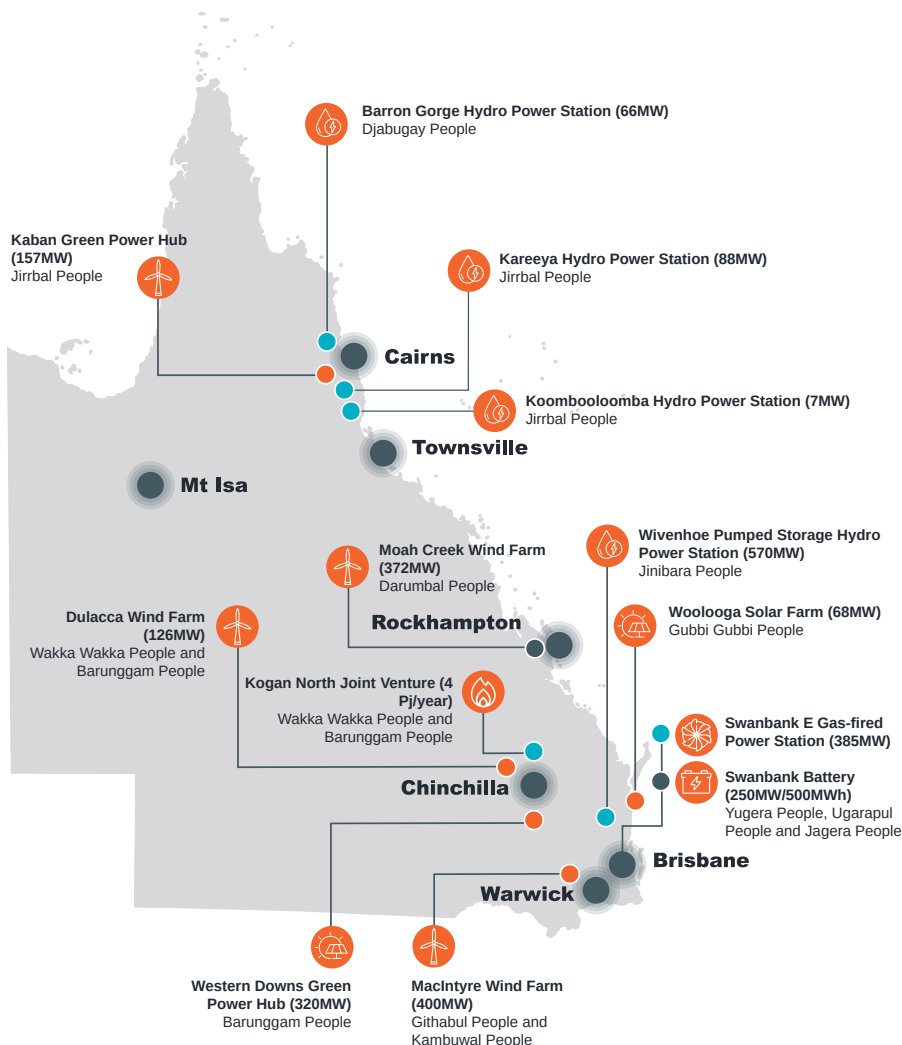 Barron Gorge Hydro Power Station (66MW)
Djabugay People
Kaban Green Power Hub
(157MW)
Jirrbal People
Kareeya Hydro Power Station (88MW)
Jirrbal People
Cairns
Koombooloomba Hydro Power Station (7MW)
Jirrbal People
Townsville
Mt Isa
Moah Creek Wind Farm
(372MW)
Darumbal People
Wivenhoe Pumped Storage Hydro
Power Station (570MW)
Jinibara People
Dulacca Wind Farm
(126MW)
Wakka Wakka People and
Barunggam People
Rockhampton
Woolooga Solar Farm (68MW)
Gubbi Gubbi People
Kogan North Joint Venture (4
Pj/year)
Wakka Wakka People and
Barunggam People
Swanbank E Gas-fired
Power Station (385MW)
Chinchilla
Swanbank Battery
(250MW/500MWh)
Yugera People, Ugarapul
People and Jagera People
Brisbane
Warwick
Western Downs Green
Power Hub (320MW)
Barunggam People
MacIntyre Wind Farm
(400MW)
Githabul People and
Kambuwal People